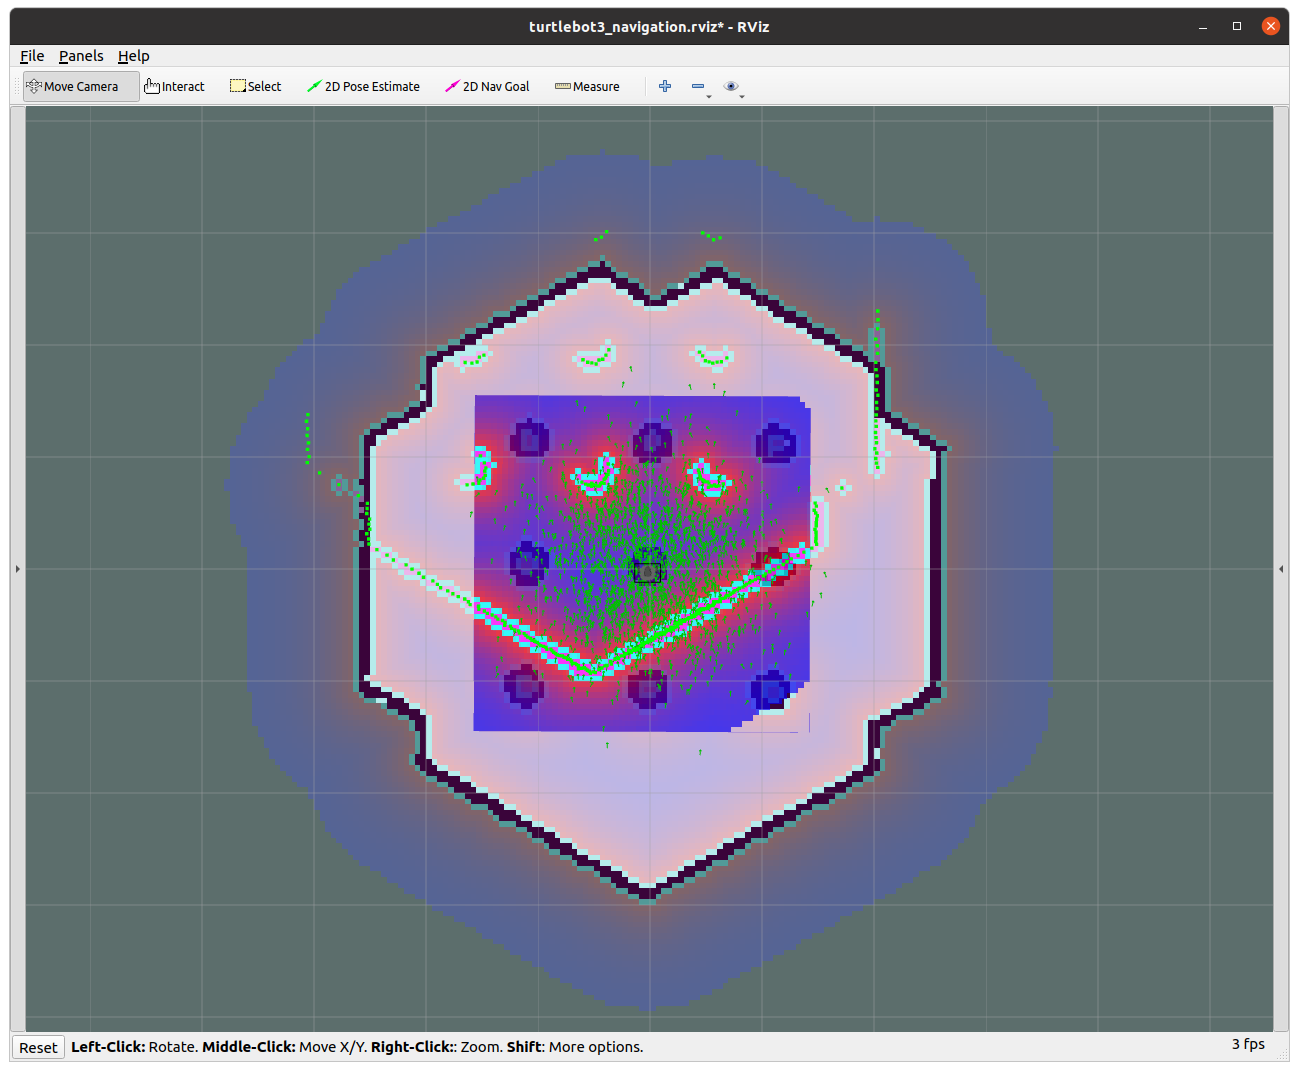 turtlebot3_navigation.rviz* - RViz
File Panels Help
Move Camera Interact Select 2D Pose Estimate 2D Nav Goal Measure
Reset Left-Click: Rotate. Middle-Click: Move X/Y. Right-Click:: Zoom. Shift: More options. 3 fps